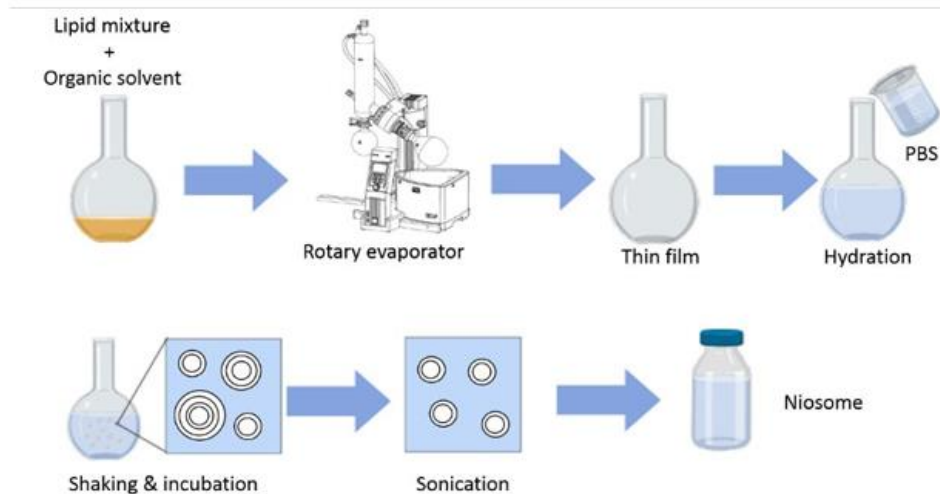 Lipid mixture
+
Organic solvent
PBS
Rotary evaporator
Thin film
Hydration
Shaking & incubation
Sonication
Niosome